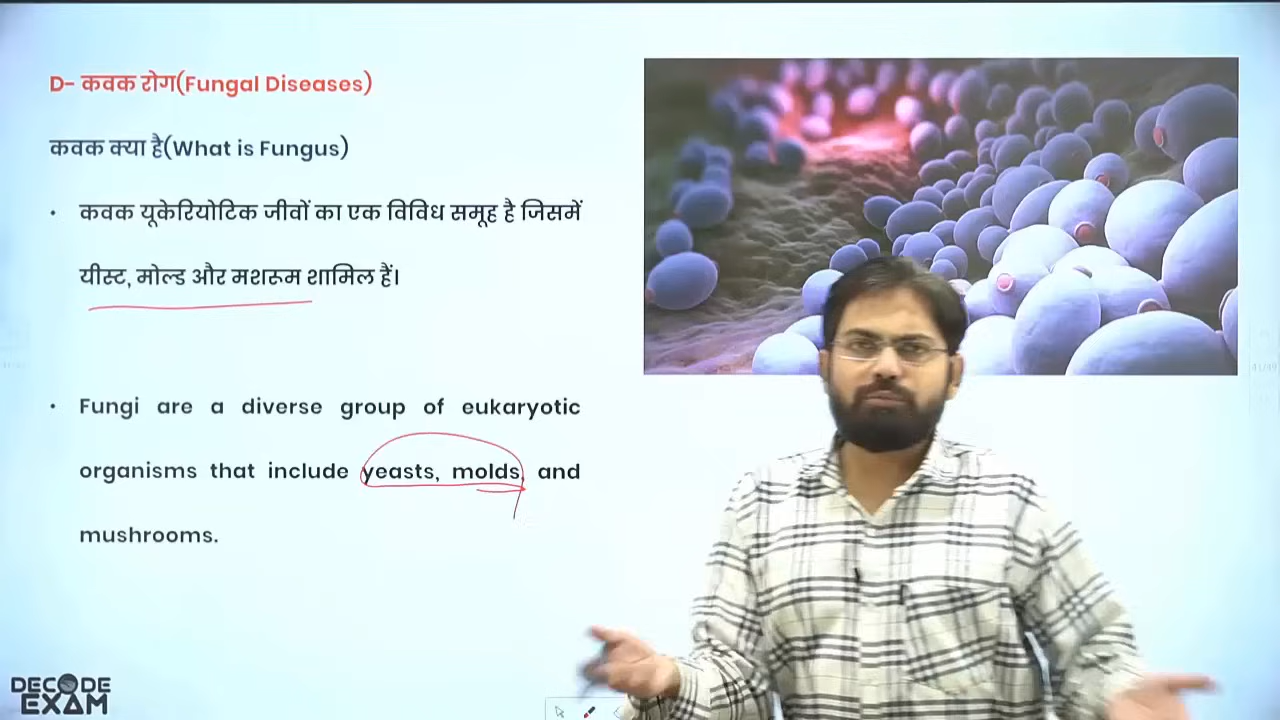 D- कवक रोग(Fungal Diseases)
कवक क्या है(What is Fungus)
• कवक यूकेरियोटिक जीवों का एक विविध समूह है जिसमें
यीस्ट, मोल्ड और मशरूम शामिल हैं।
• Fungi are a diverse group of eukaryotic
organisms that include yeasts, molds, and
mushrooms.
DECODE
EXAM